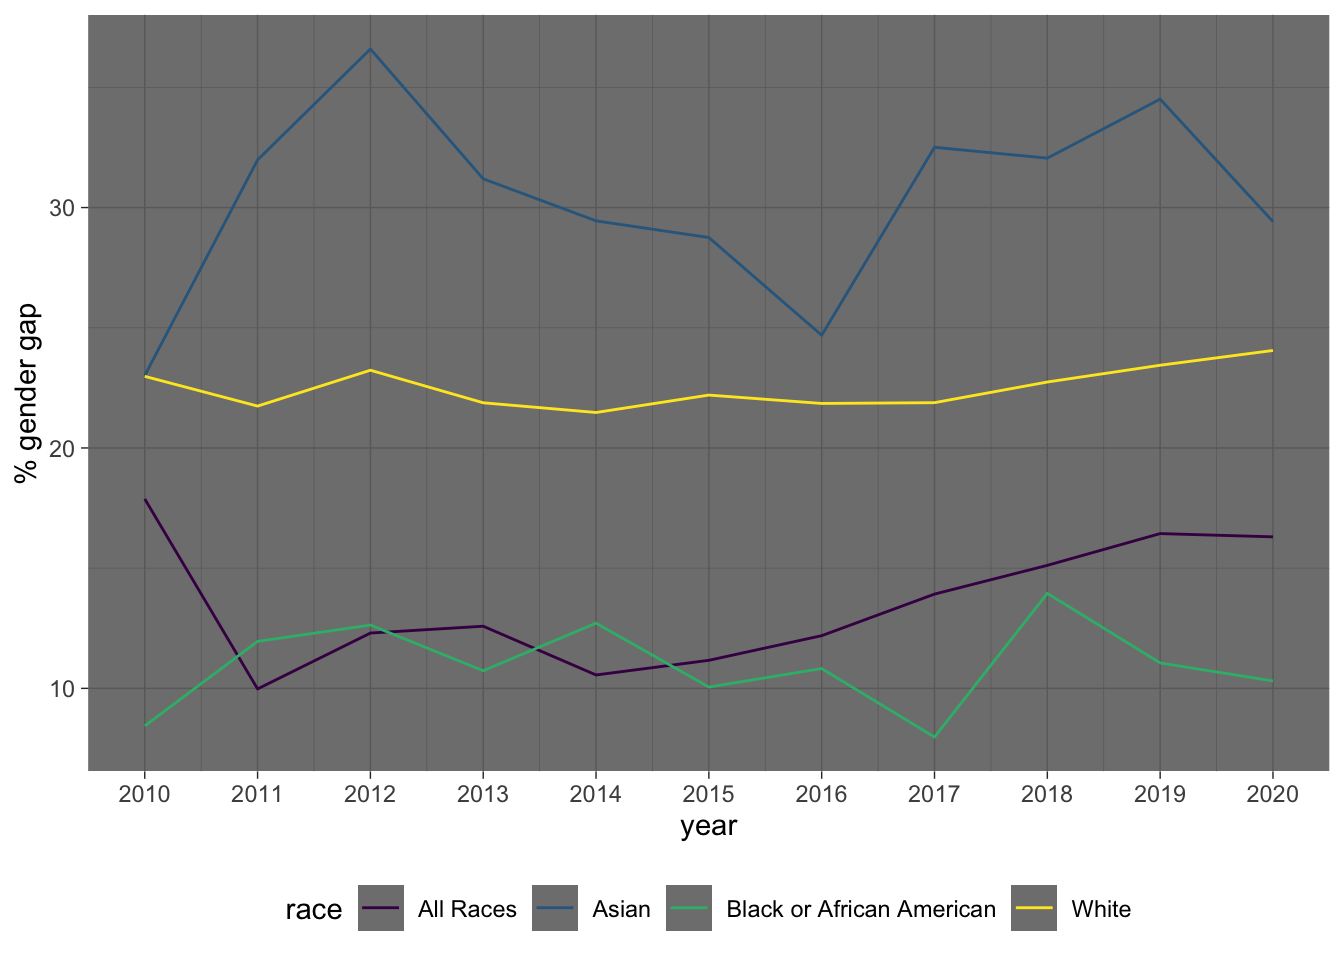 % gender gap
30
20
10
2010 2011 2012 2013 2014 2015 2016 2017 2018 2019 2020
year
race All Races Asian Black or African American White